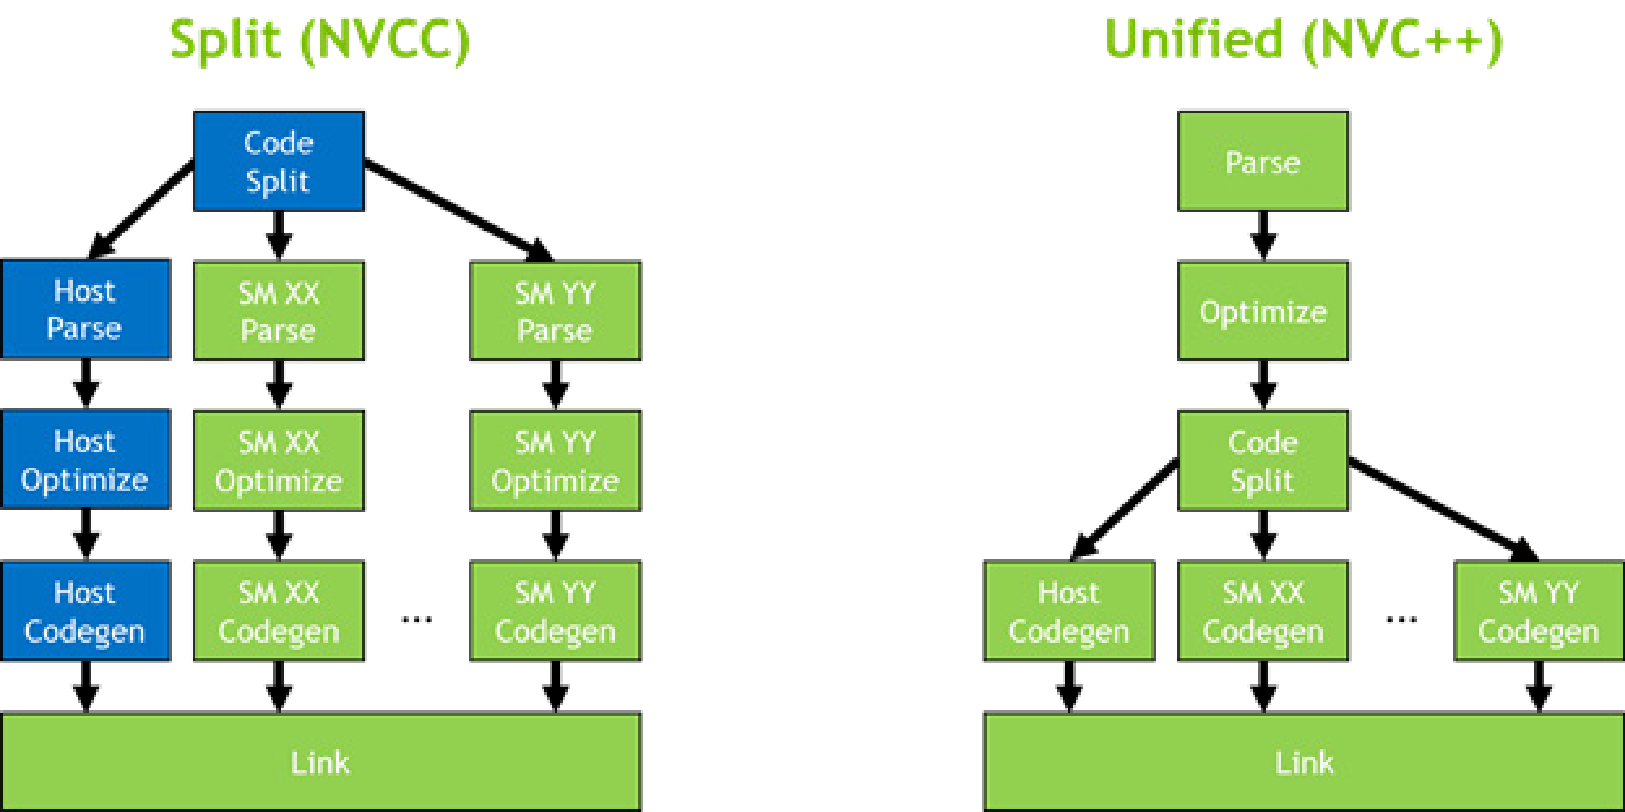 Split (NVCC)
Code
Split
Host
Parse
SM XX
Parse
SM YY
Parse
Host
Optimize
SM XX
Optimize
SM YY
Optimize
Host
Codegen
SM XX
Codegen
...
SM YY
Codegen
Link
Unified (NVC++)
Parse
Optimize
Code
Split
Host
Codegen
SM XX
Codegen
...
SM YY
Codegen
Link